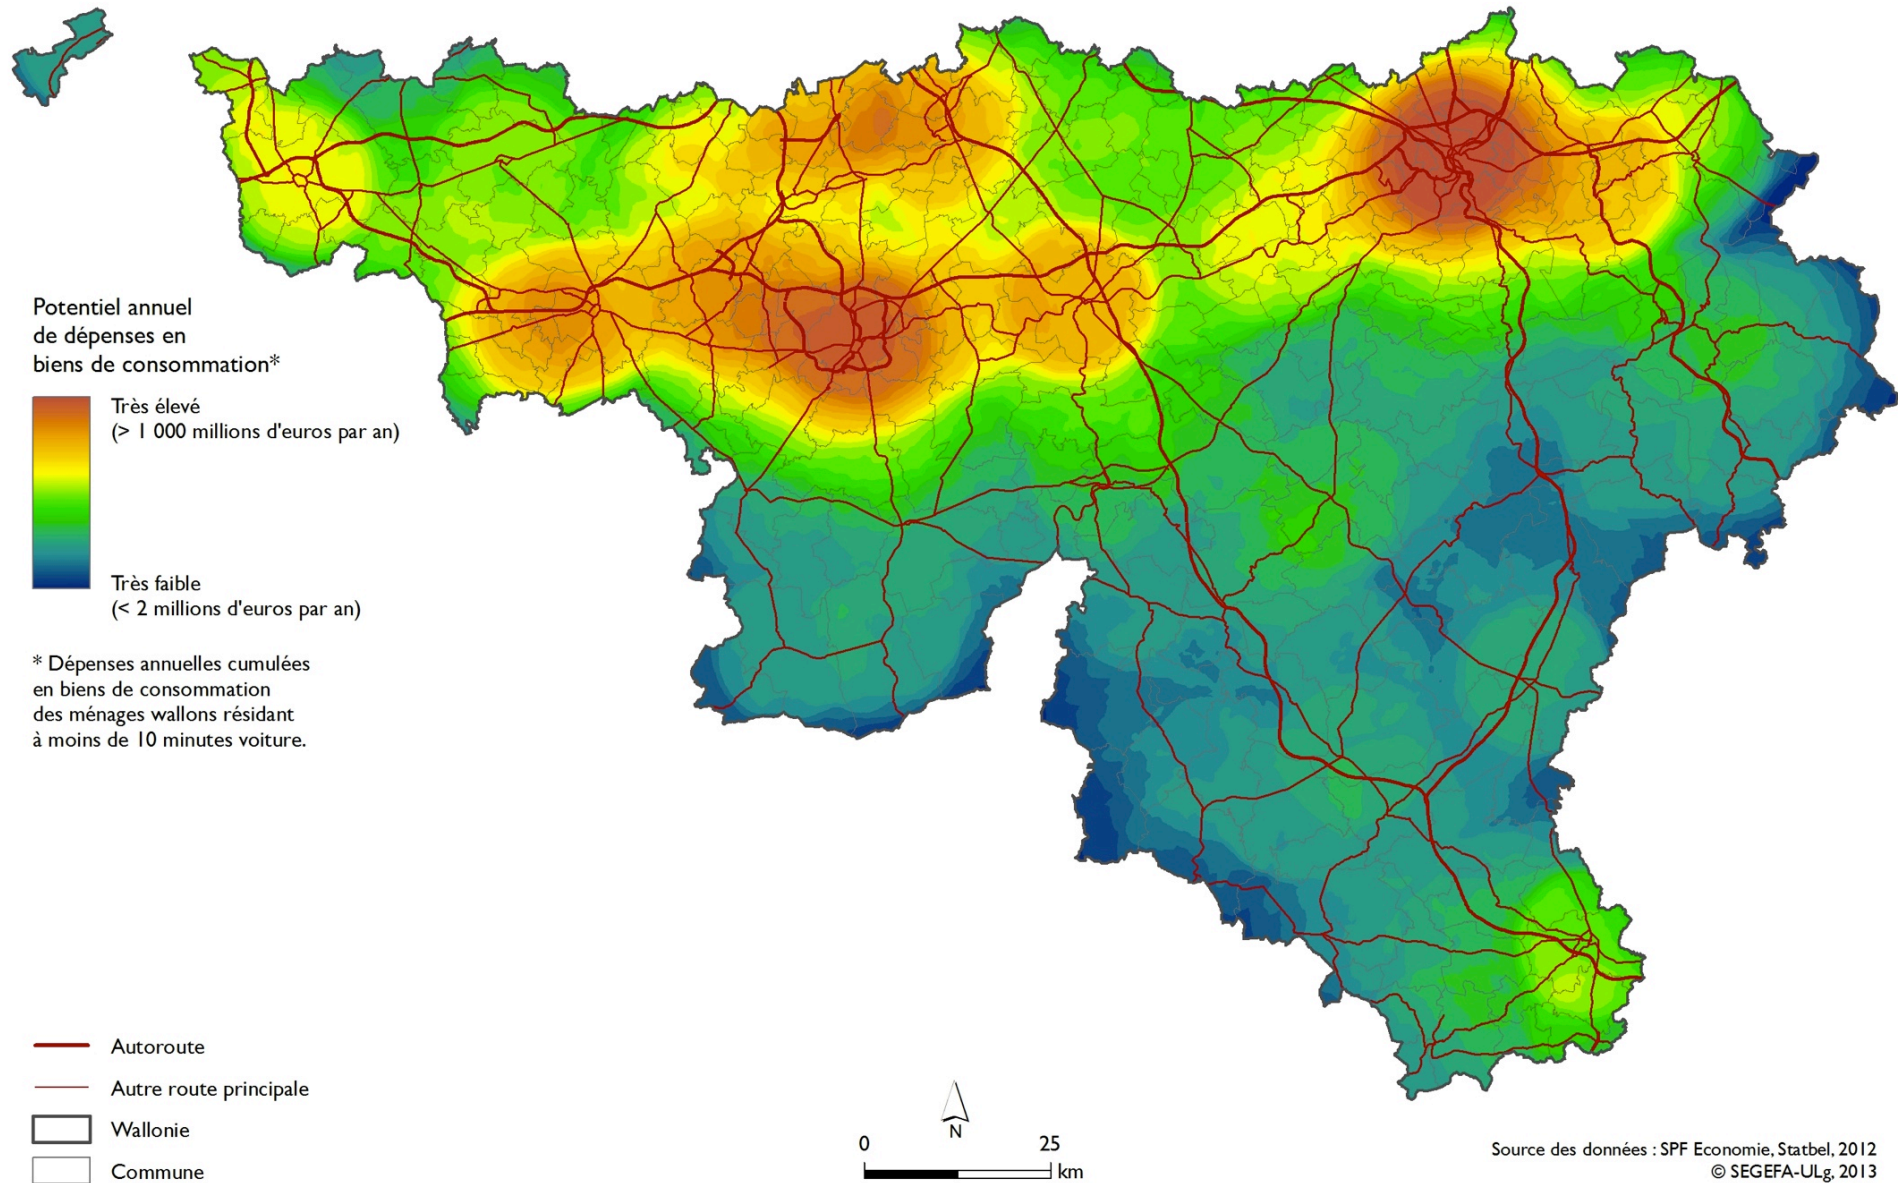 Potentiel annuel
de dépenses en
biens de consommation*
Très élevé
(> 1 000 millions d'euros par an)
Très faible
(< 2 millions d'euros par an)
* Dépenses annuelles cumulées
en biens de consommation
des ménages wallons résidant
à moins de 10 minutes voiture.
Autoroute
Autre route principale
Wallonie
Commune
N
0 25
km
Source des données : SPF Economie, Statbel, 2012
© SEGEFA-ULg, 2013